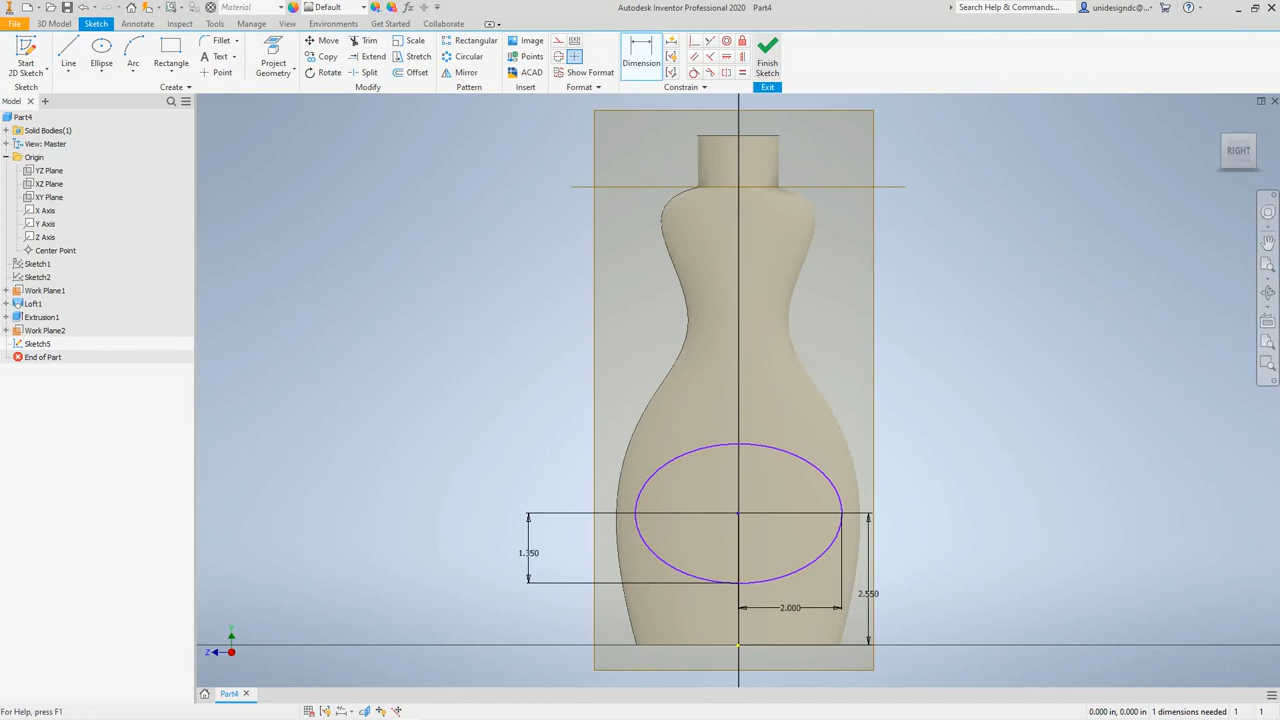 Material
Default
Autodesk Inventor Professional 2020 Part4
Search Help & Commands...
unidesigndc@...
File 3D Model Sketch Annotate Inspect Tools Manage View Environments Get Started Collaborate
Start
2D Sketch
Line
Ellipse
Arc
Rectangle
Fillet
Text
Point
Project
Geometry
Move
Copy
Rotate
Trim
Extend
Split
Scale
Stretch
Offset
Rectangular
Circular
Mirror
Image
Points
ACAD
Show Format
Dimension
Finish
Sketch
Sketch Create Modify Pattern Insert Format Constrain Exit
Model
Part4
Solid Bodies(1)
View: Master
Origin
YZ Plane
XZ Plane
XY Plane
X Axis
Y Axis
Z Axis
Center Point
Sketch1
Sketch2
Work Plane1
Loft1
Extrusion1
Work Plane2
Sketch5
End of Part
RIGHT
1.350
2.000
2.550
Y
Z
Part4
For Help, press F1
0.000 in, 0.000 in 1 dimensions needed 1 1